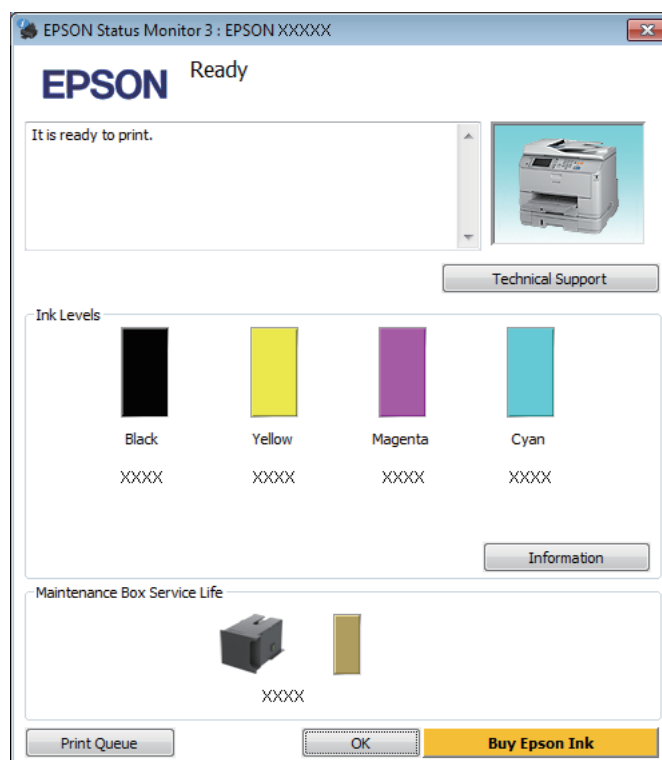 EPSON Status Monitor 3 : EPSON XXXXX
EPSON
Ready
It is ready to print.
Technical Support
Ink Levels
Black Yellow Magenta Cyan
XXXX XXXX XXXX XXXX
Information
Maintenance Box Service Life
XXXX
Print Queue OK Buy Epson Ink